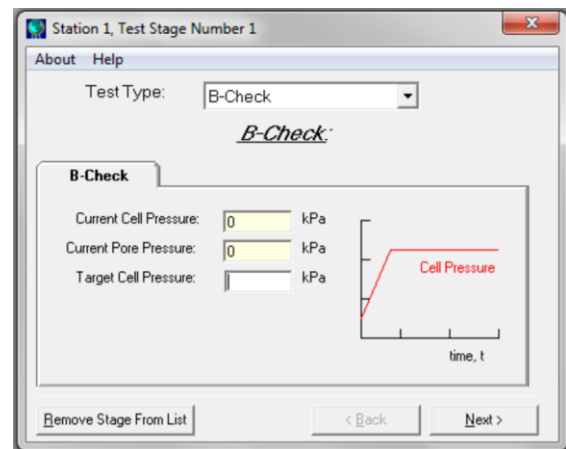 Station 1, Test Stage Number 1
About Help
Test Type: B-Check
B-Check:
B-Check
Current Cell Pressure: 0 kPa
Current Pore Pressure: 0 kPa
Target Cell Pressure: kPa
Cell Pressure
time, t
Remove Stage From List < Back Next >